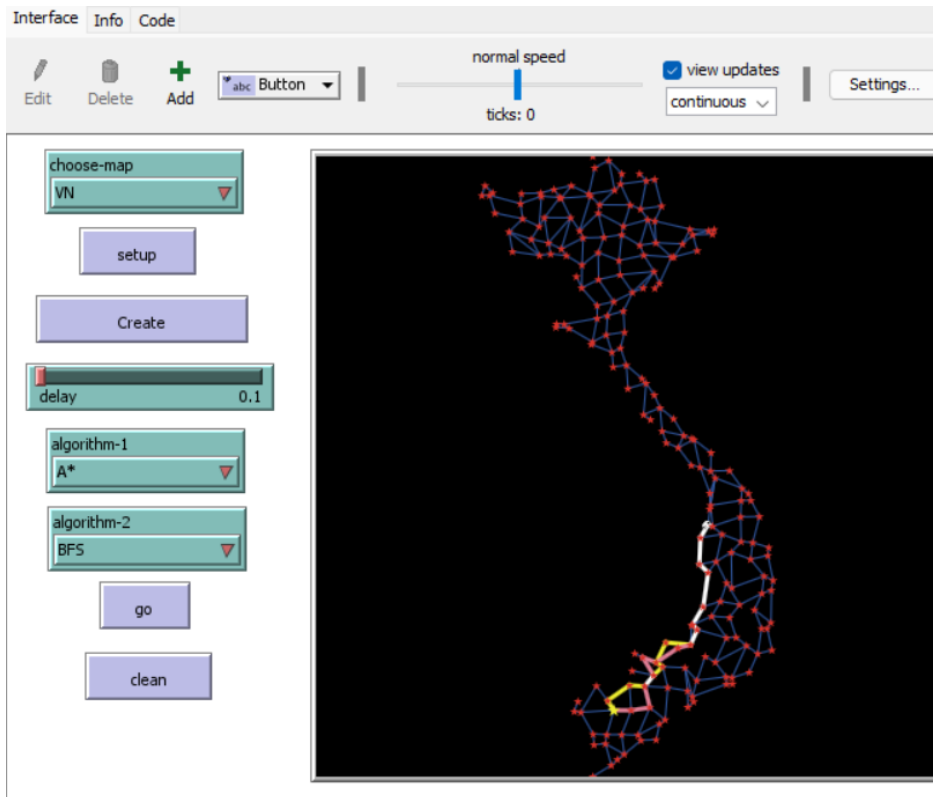 Interface Info Code
normal speed
Edit Delete Add abc Button view updates Settings...
continuous
ticks: 0
choose-map
VN
setup
Create
delay 0.1
algorithm-1
A*
algorithm-2
BFS
go
clean